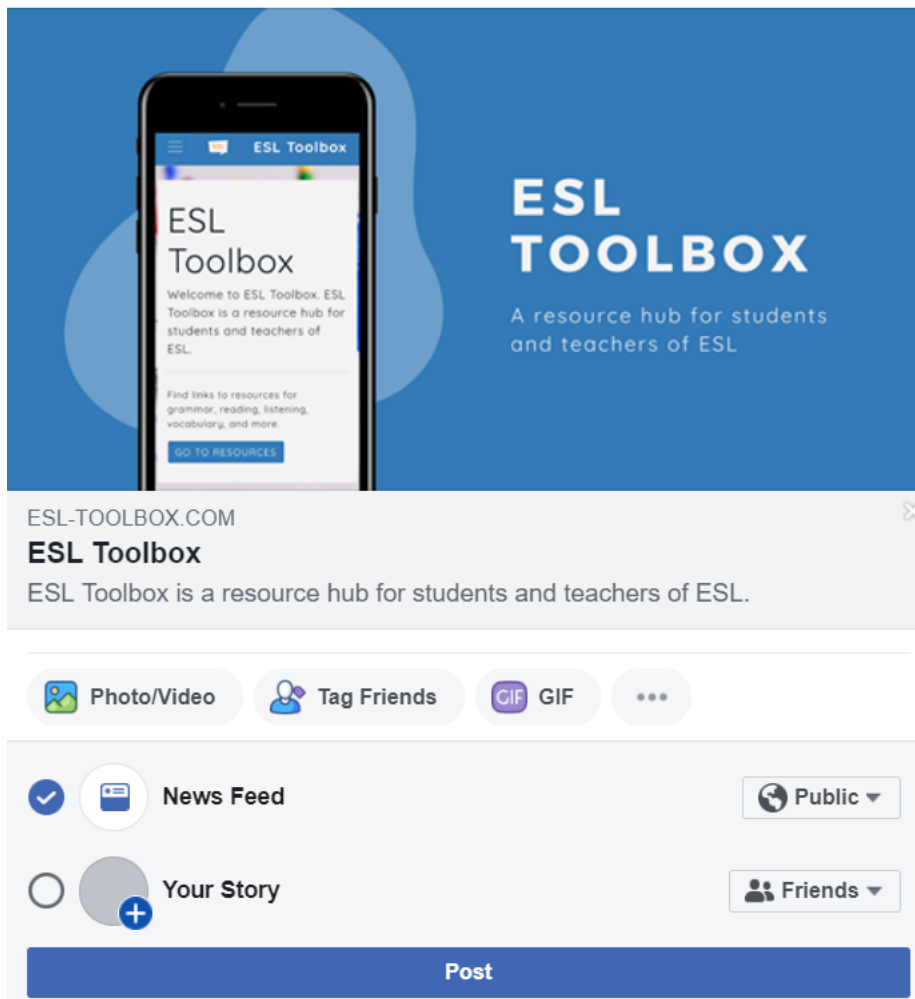 ESL Toolbox
ESL
Toolbox
Welcome to ESL Toolbox. ESL
Toolbox is a resource hub for
students and teachers of
ESL.
Find links to resources for
grammar, reading, listening,
vocabulary, and more.
GO TO RESOURCES
ESL
TOOLBOX
A resource hub for students
and teachers of ESL
ESL-TOOLBOX.COM
ESL Toolbox
ESL Toolbox is a resource hub for students and teachers of ESL.
Photo/Video Tag Friends GIF GIF
News Feed Public
Your Story Friends
Post